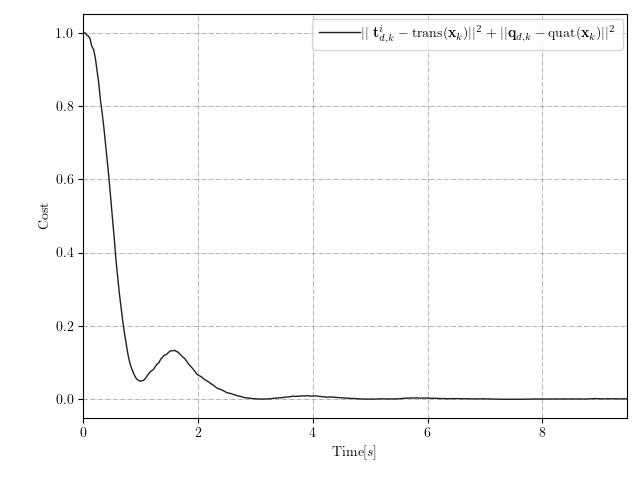 || t^i_{d,k} − trans(x_k)||² + ||q_{d,k} − quat(x_k)||²
1.0
0.8
0.6
0.4
0.2
0.0
Cost
0 2 4 6 8
Time[s]